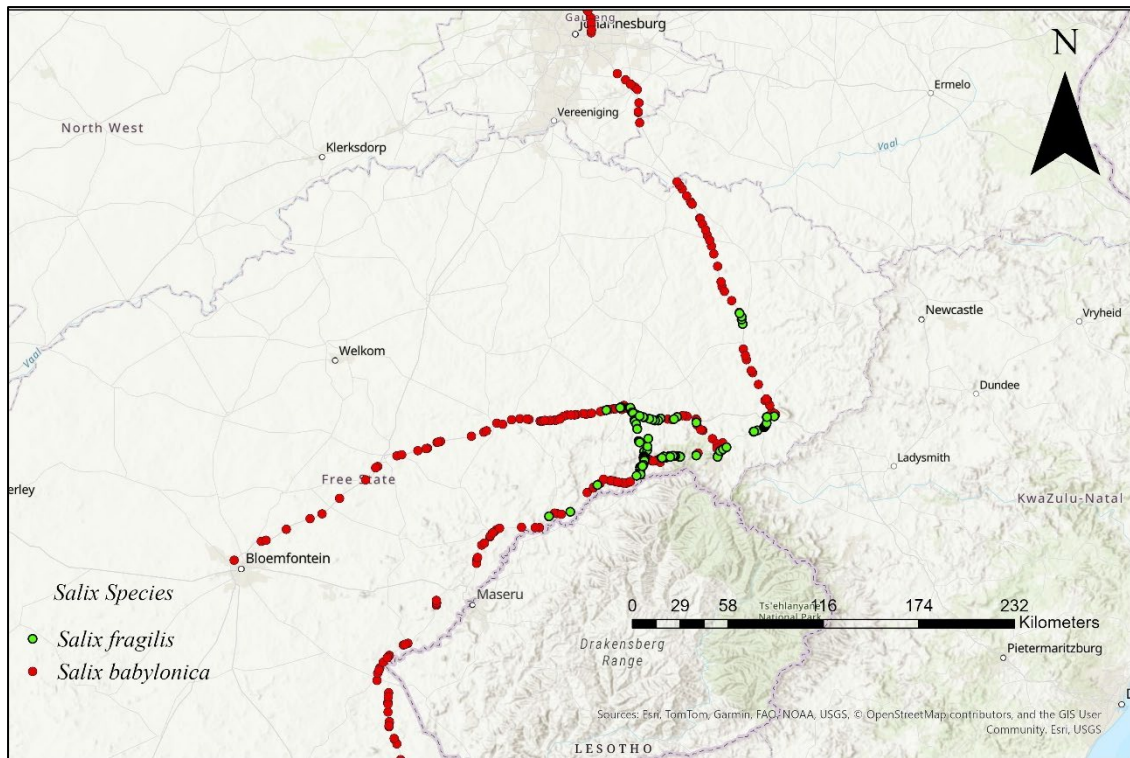 Gauteng
Johannesburg
N
Ermelo
Vereeniging
North West
Klerksdorp
Vaal
Newcastle
Vryheid
Welkom
Vaal
Dundee
Ladysmith
Free State
erley
KwaZulu-Natal
Bloemfontein
Salix Species
Maseru
0 29 58 116 174 232
Kilometers
Ts'ehlanyane
National Park
Salix fragilis
Drakensberg
Range
Pietermaritzburg
Salix babylonica
D
Sources: Esri, TomTom, Garmin, FAO, NOAA, USGS, © OpenStreetMap contributors, and the GIS User
Community. Esri, USGS
LESOTHO